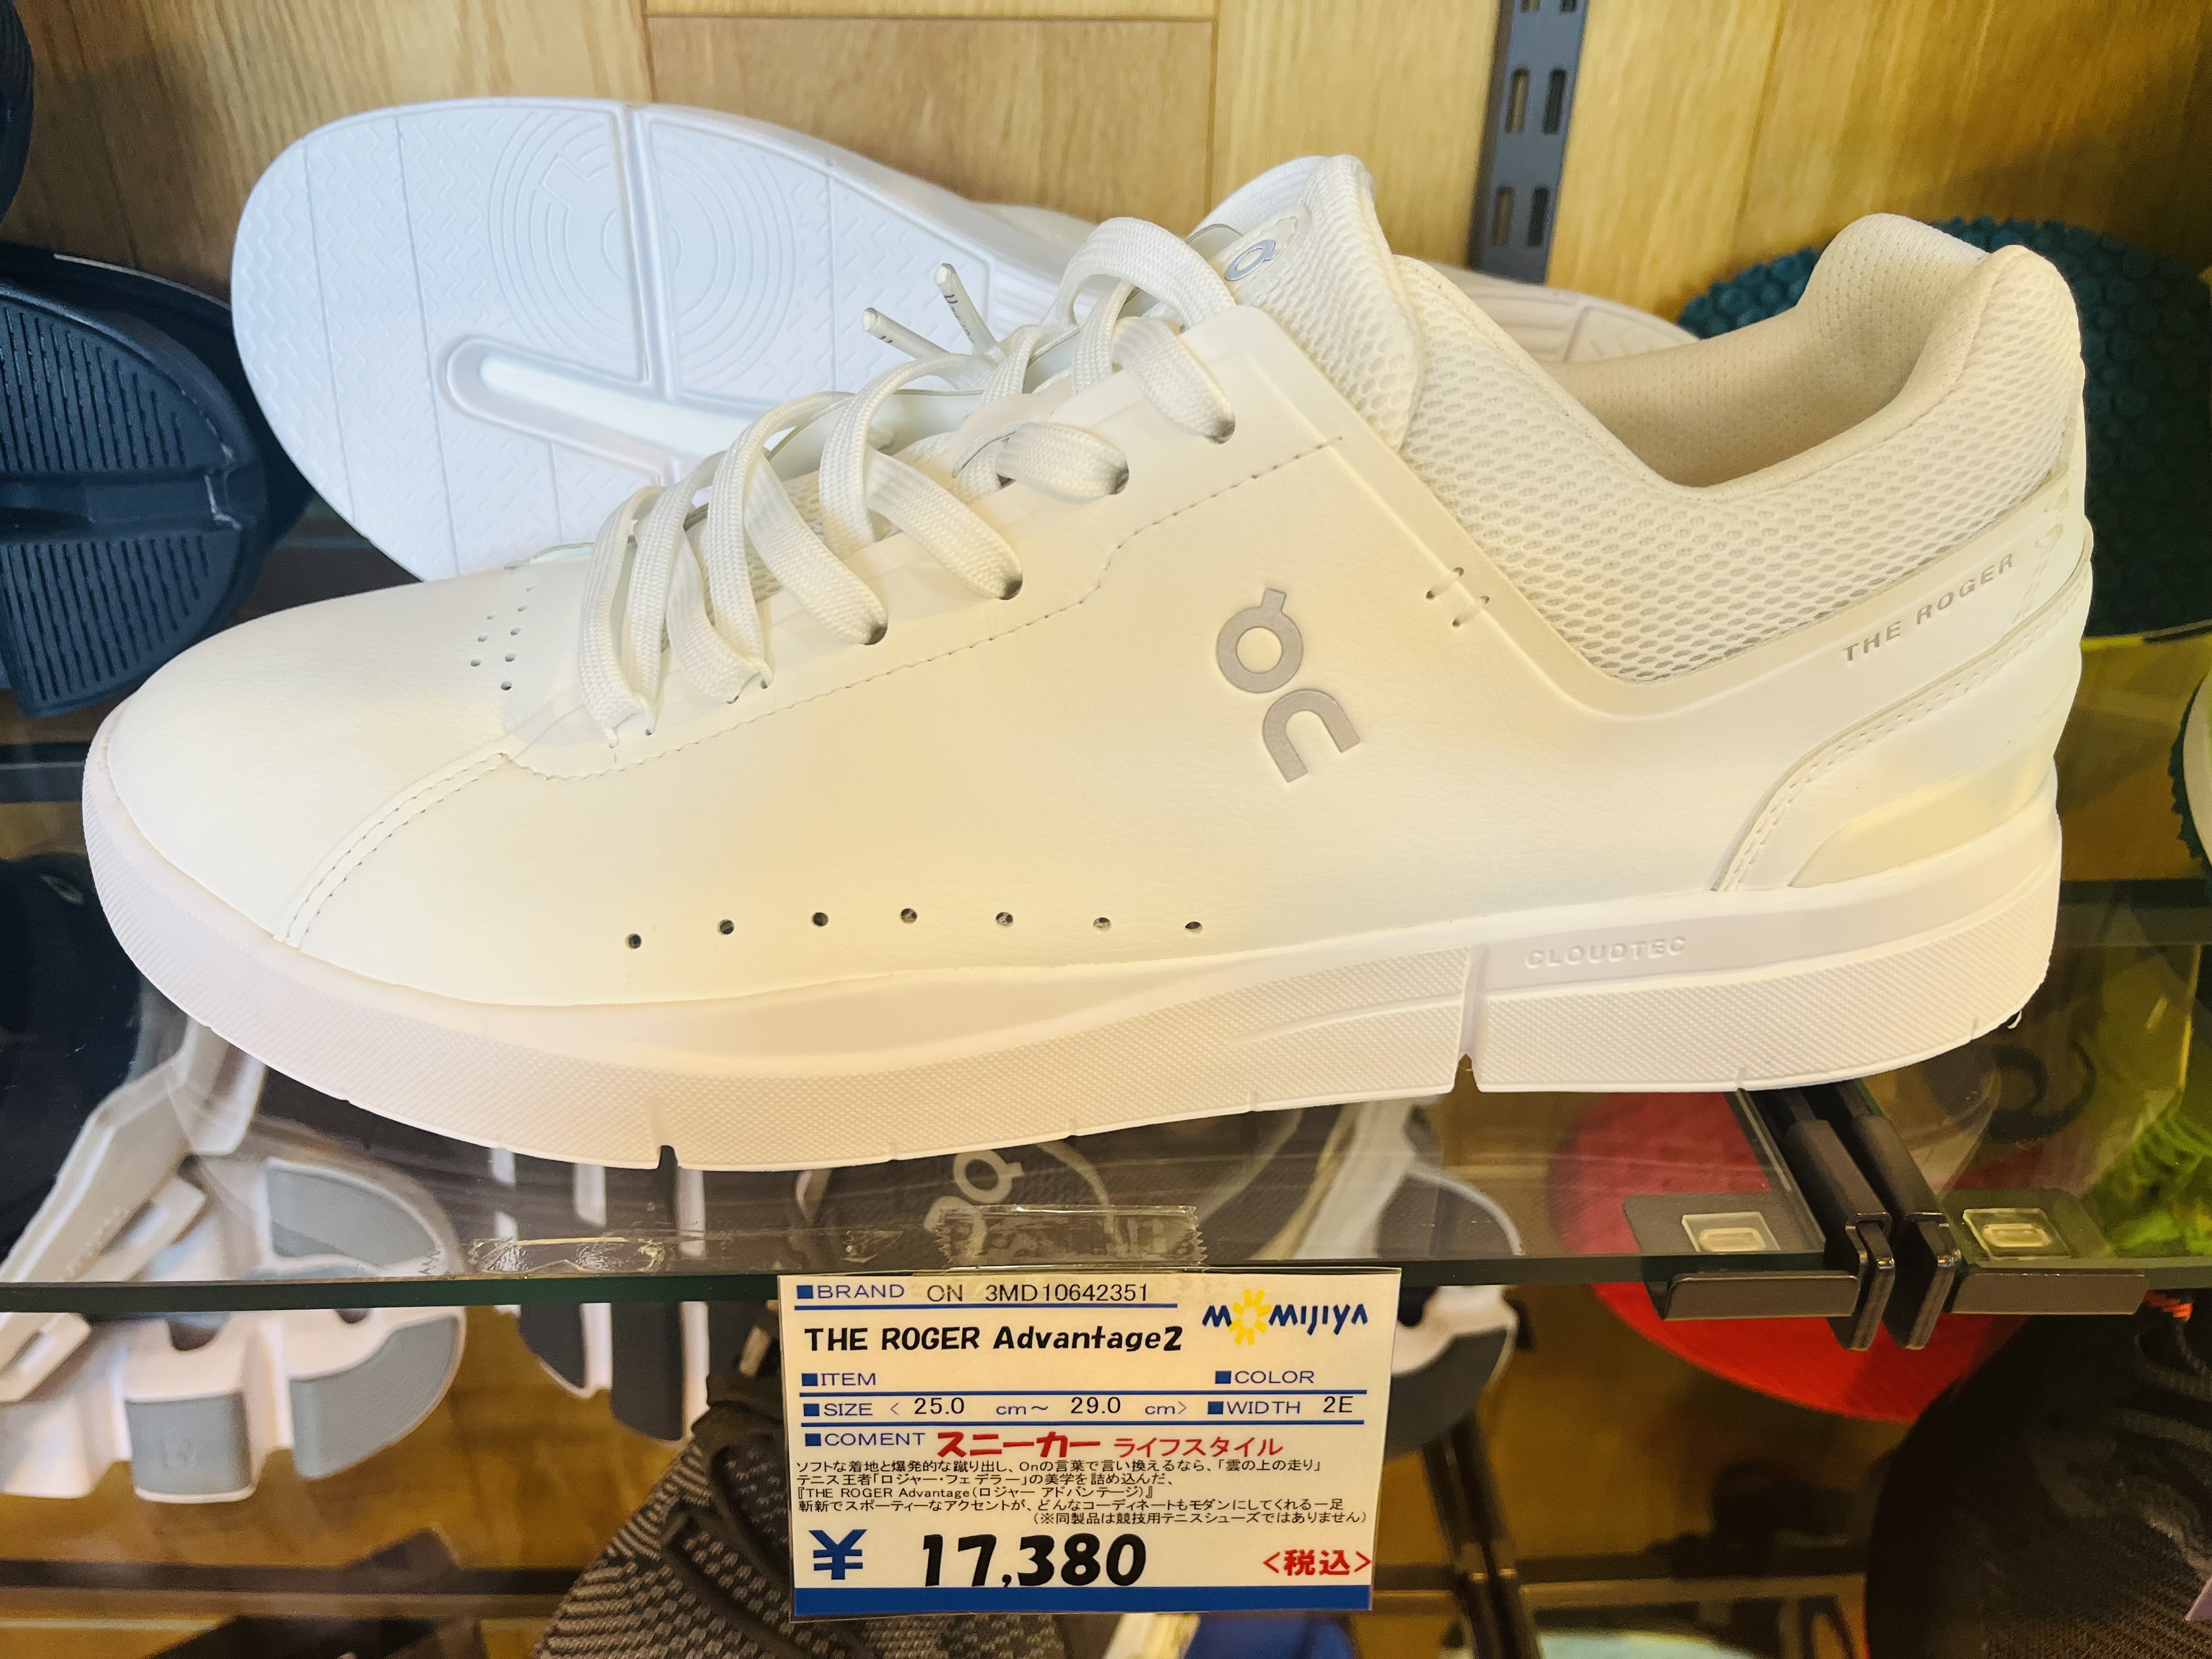 On
THE ROGER
CLOUDTEC
■BRAND ON 3MD10642351
MOMIJIYA
THE ROGER Advantage2
■ITEM ■COLOR
■SIZE < 25.0 cm～ 29.0 cm> ■WIDTH 2E
■COMENT スニーカー ライフスタイル
ソフトな着地と爆発的な蹴り出し、Onの言葉で言い換えるなら、「雲の上の走り」
テニス王者「ロジャー・フェデラー」の美学を詰め込んだ、
『THE ROGER Advantage（ロジャー アドバンテージ）』
斬新でスポーティーなアクセントが、どんなコーディネートもモダンにしてくれる一足
（※同製品は競技用テニスシューズではありません）
¥ 17,380 <税込>